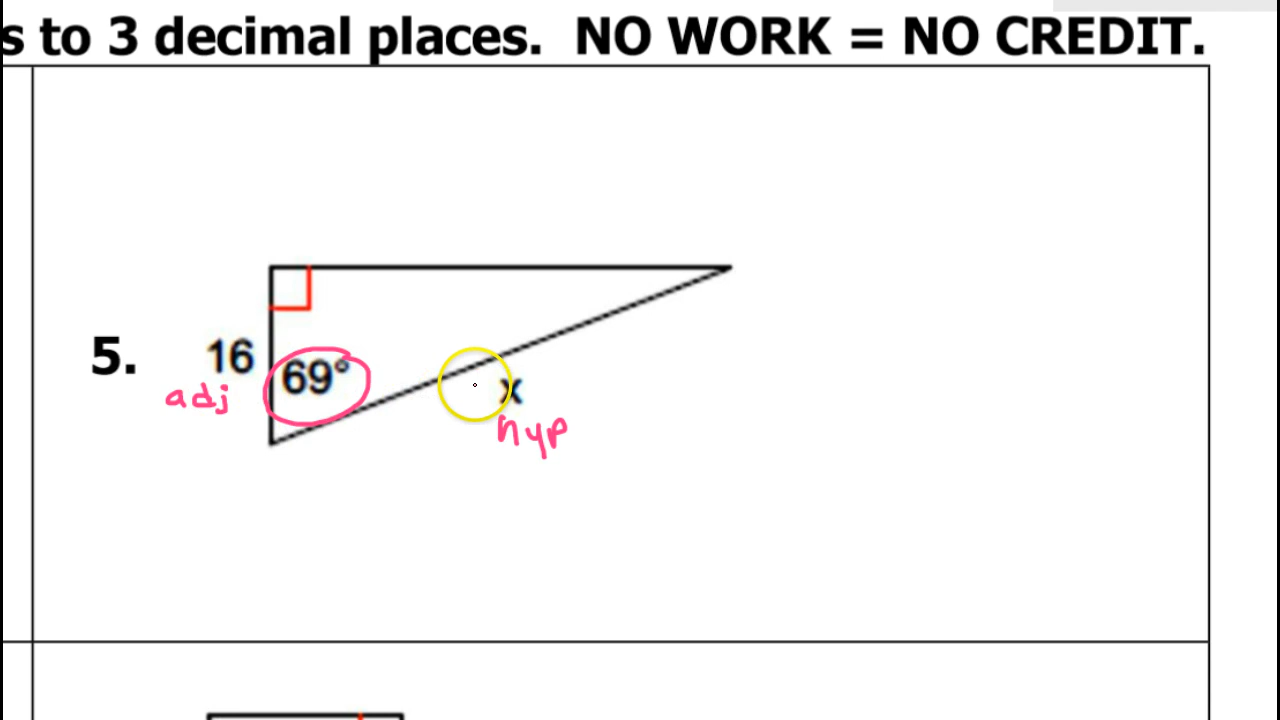 s to 3 decimal places. NO WORK = NO CREDIT.
5.
16
69°
adj
x
hyp